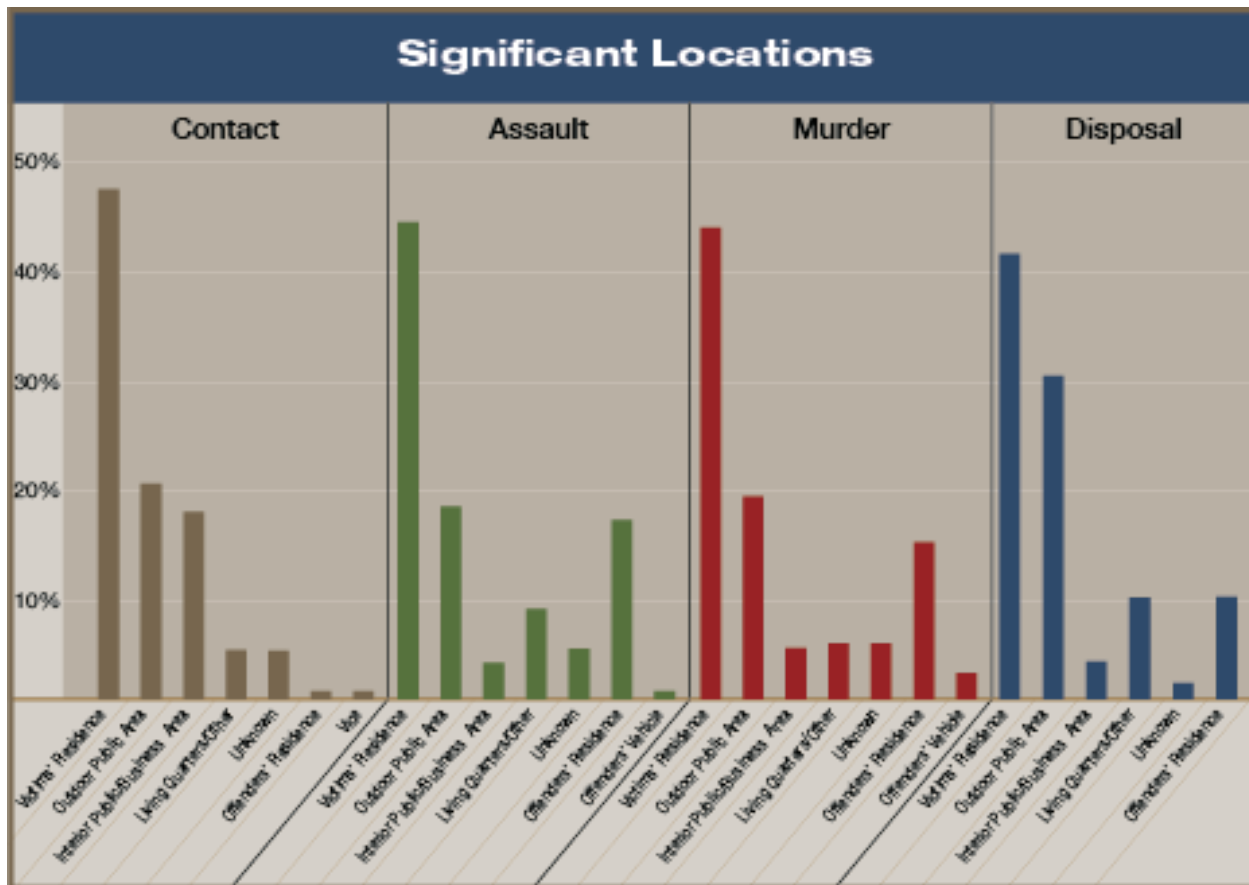 Significant Locations
Contact
Assault
Murder
Disposal
50%
40%
30%
20%
10%
Victims' Residence
Outdoor Public Area
Interior Public/Business Area
Living Quarters/Other
Unknown
Offenders' Residence
Victims' Residence
Outdoor Public Area
Interior Public/Business Area
Living Quarters/Other
Unknown
Offenders' Residence
Offenders' Vehicle
Victims' Residence
Outdoor Public Area
Interior Public/Business Area
Living Quarters/Other
Unknown
Offenders' Residence
Offenders' Vehicle
Victims' Residence
Outdoor Public Area
Interior Public/Business Area
Living Quarters/Other
Unknown
Offenders' Residence